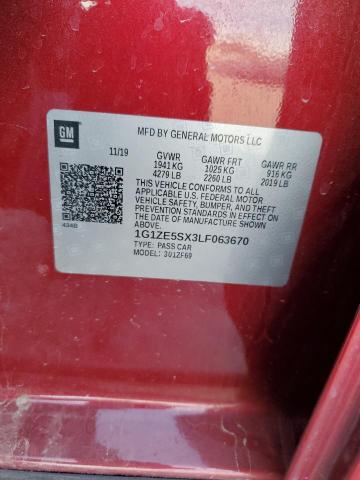 GM
MFD BY GENERAL MOTORS LLC
11/19 GVWR GAWR FRT GAWR RR
1941 KG 1025 KG 916 KG
4279 LB 2260 LB 2019 LB
THIS VEHICLE CONFORMS TO ALL APPLICABLE
U.S. FEDERAL MOTOR
VEHICLE SAFETY, BUMPER, AND THEFT
PREVENTION STANDARDS IN EFFECT ON THE DATE
OF MANUFACTURE SHOWN ABOVE.
434B
1G1ZE5SX3LF063670
TYPE: PASS CAR
MODEL: 301ZF69